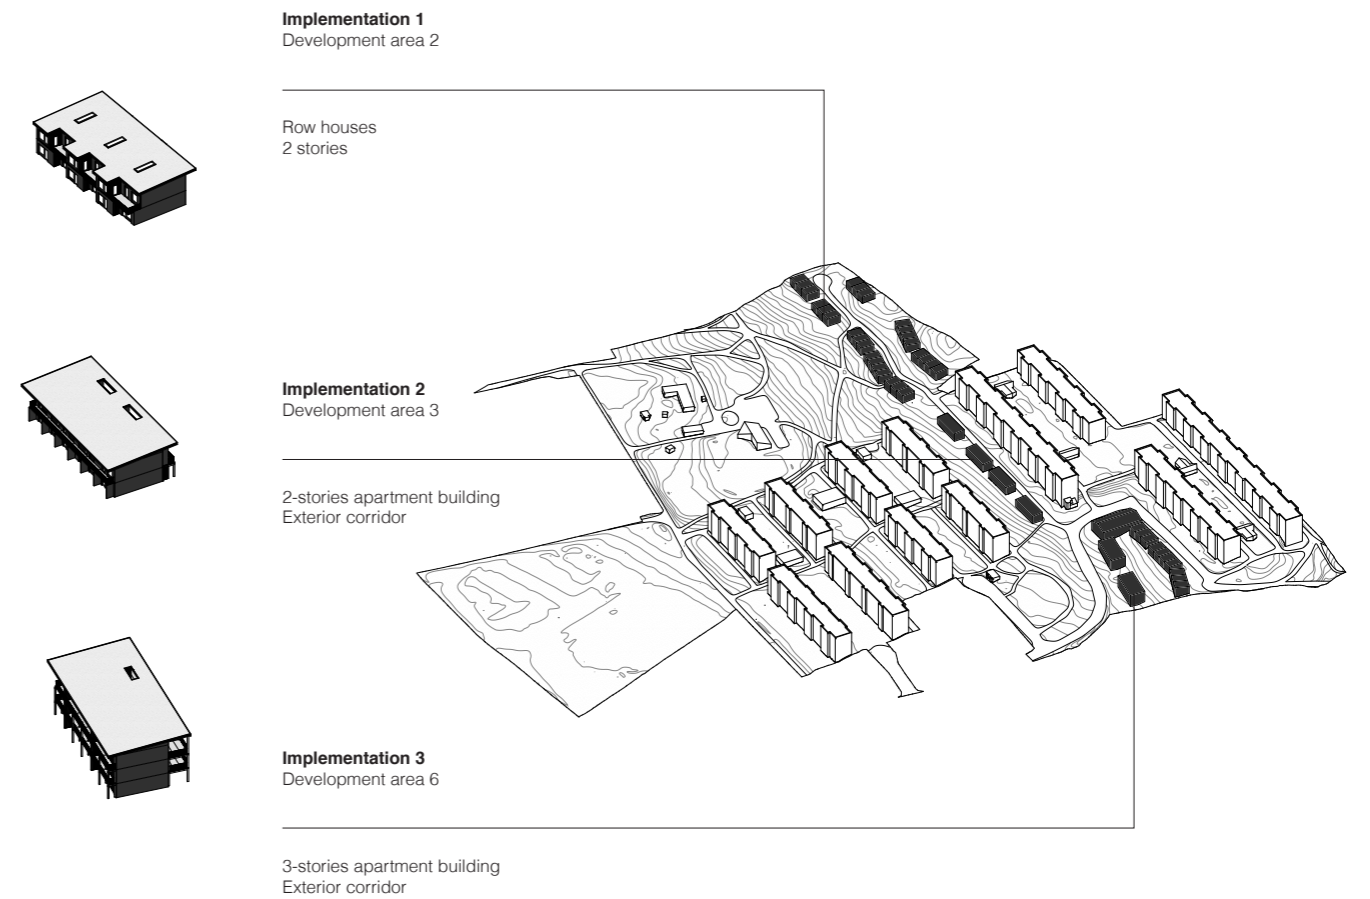 Implementation 1
Development area 2
Row houses
2 stories
Implementation 2
Development area 3
2-stories apartment building
Exterior corridor
Implementation 3
Development area 6
3-stories apartment building
Exterior corridor